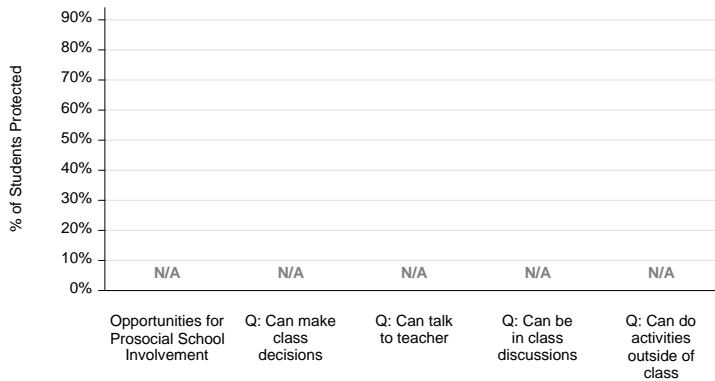 % of Students Protected
90%
80%
70%
60%
50%
40%
30%
20%
10%
0%
N/A N/A N/A N/A N/A
Opportunities for
Prosocial School
Involvement
Q: Can make
class
decisions
Q: Can talk
to teacher
Q: Can be
in class
discussions
Q: Can do
activities
outside of
class